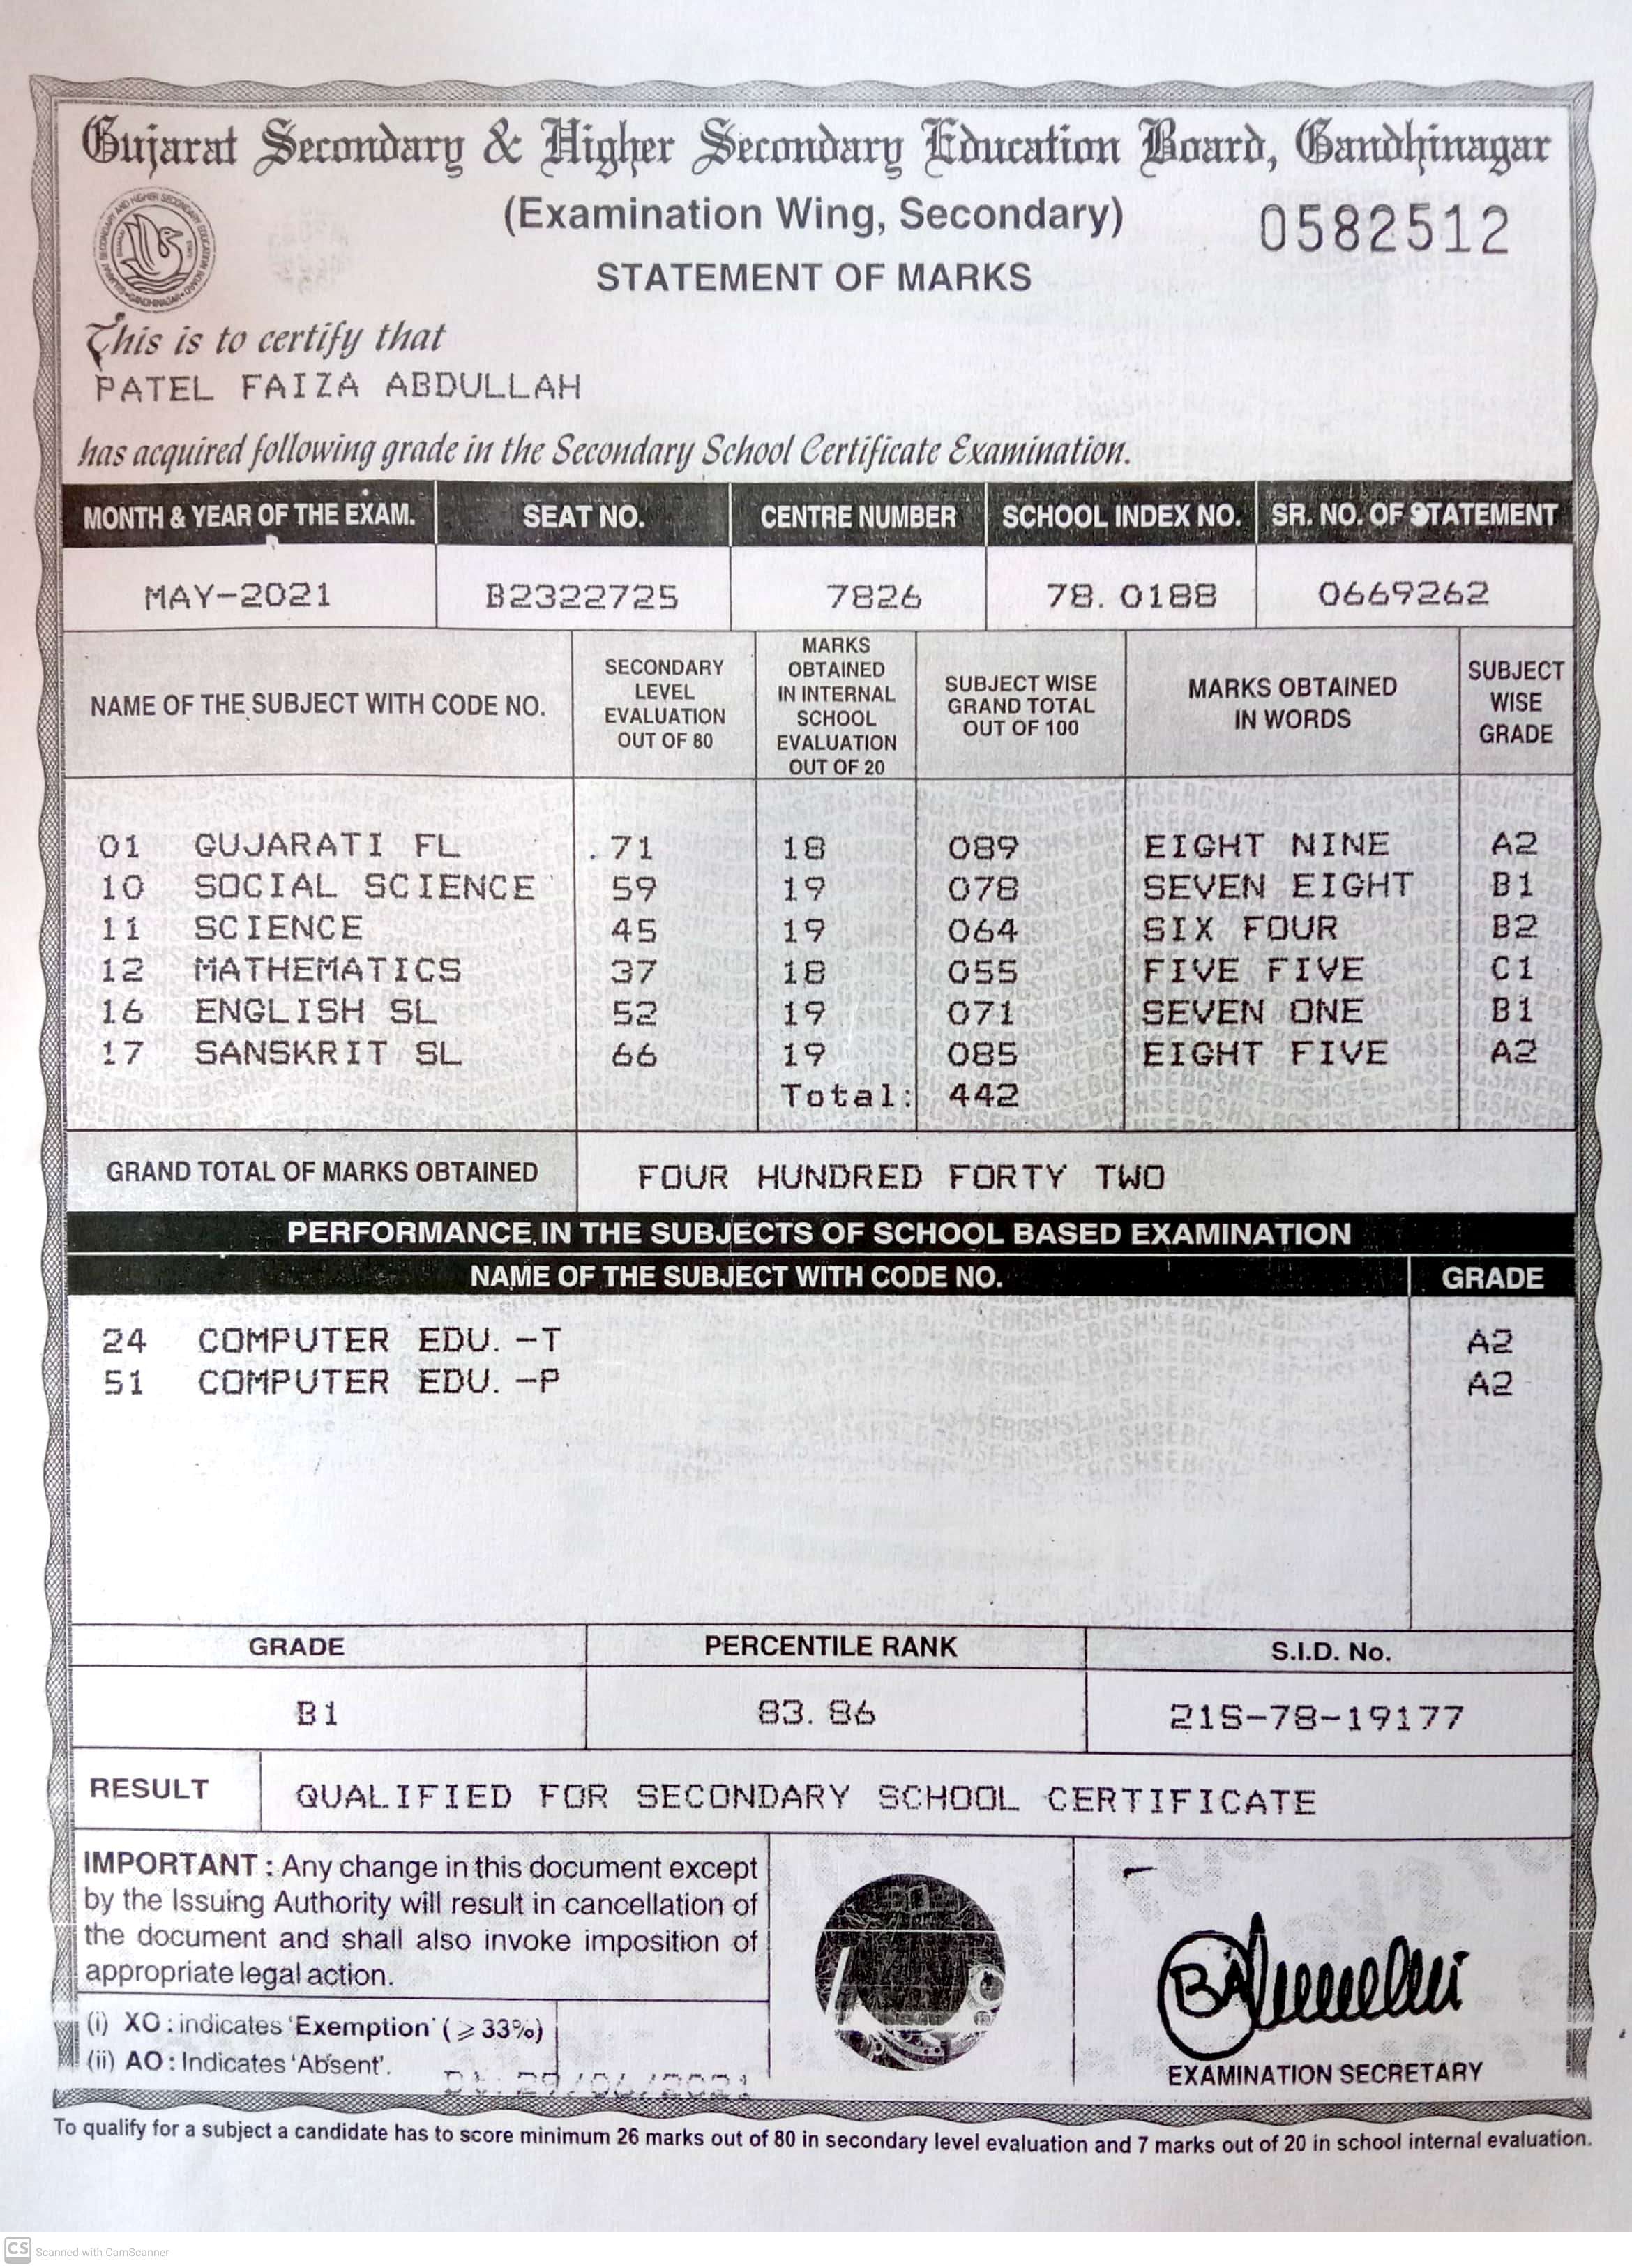 Gujarat Secondary & Higher Secondary Education Board, Gandhinagar
(Examination Wing, Secondary)
0582512
STATEMENT OF MARKS
This is to certify that
PATEL FAIZA ABDULLAH
has acquired following grade in the Secondary School Certificate Examination.
MONTH & YEAR OF THE EXAM. SEAT NO. CENTRE NUMBER SCHOOL INDEX NO. SR. NO. OF STATEMENT
MAY-2021 B2322725 7826 78.0188 0669262
NAME OF THE SUBJECT WITH CODE NO.
SECONDARY
LEVEL
EVALUATION
OUT OF 80
MARKS
OBTAINED
IN INTERNAL
SCHOOL
EVALUATION
OUT OF 20
SUBJECT WISE
GRAND TOTAL
OUT OF 100
MARKS OBTAINED
IN WORDS
SUBJECT
WISE
GRADE
01 GUJARATI FL 71 18 089 EIGHT NINE A2
10 SOCIAL SCIENCE 59 19 078 SEVEN EIGHT B1
11 SCIENCE 45 19 064 SIX FOUR B2
12 MATHEMATICS 37 18 055 FIVE FIVE C1
16 ENGLISH SL 52 19 071 SEVEN ONE B1
17 SANSKRIT SL 66 19 085 EIGHT FIVE A2
Total: 442
GRAND TOTAL OF MARKS OBTAINED FOUR HUNDRED FORTY TWO
PERFORMANCE IN THE SUBJECTS OF SCHOOL BASED EXAMINATION
NAME OF THE SUBJECT WITH CODE NO. GRADE
24 COMPUTER EDU.-T A2
51 COMPUTER EDU.-P A2
GRADE PERCENTILE RANK S.I.D. No.
B1 83.86 21S-78-19177
RESULT QUALIFIED FOR SECONDARY SCHOOL CERTIFICATE
IMPORTANT : Any change in this document except
by the Issuing Authority will result in cancellation of
the document and shall also invoke imposition of
appropriate legal action.
(i) XO : indicates 'Exemption' (⩾ 33%)
(ii) AO : Indicates 'Absent'.
EXAMINATION SECRETARY
To qualify for a subject a candidate has to score minimum 26 marks out of 80 in secondary level evaluation and 7 marks out of 20 in school internal evaluation.
CS Scanned with CamScanner